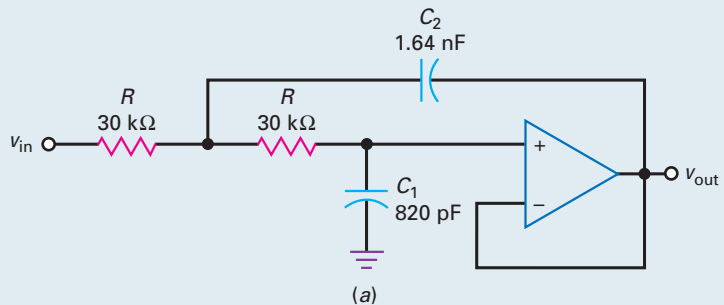 C2
1.64 nF
R
30 kΩ
R
30 kΩ
vin
+
−
vout
C1
820 pF
(a)